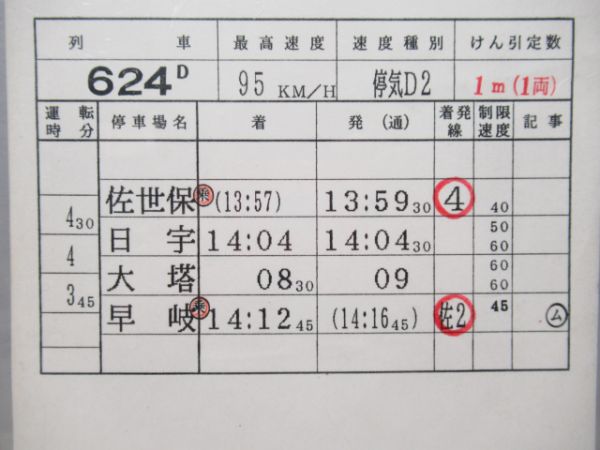 列 車 最高速度 速度種別 けん引定数
624D 95 KM/H 停気D2 1m(1両)
運転時分 停車場名 着 発(通) 着発線 制限速度 記事
佐世保 乗 (13:57) 13:59 30 4 40
4 30
日 宇 14:04 14:04 30 50 60
4
大 塔 08 30 09 60 60
3 45
早 岐 乗 14:12 45 (14:16 45) 佐2 45 ム